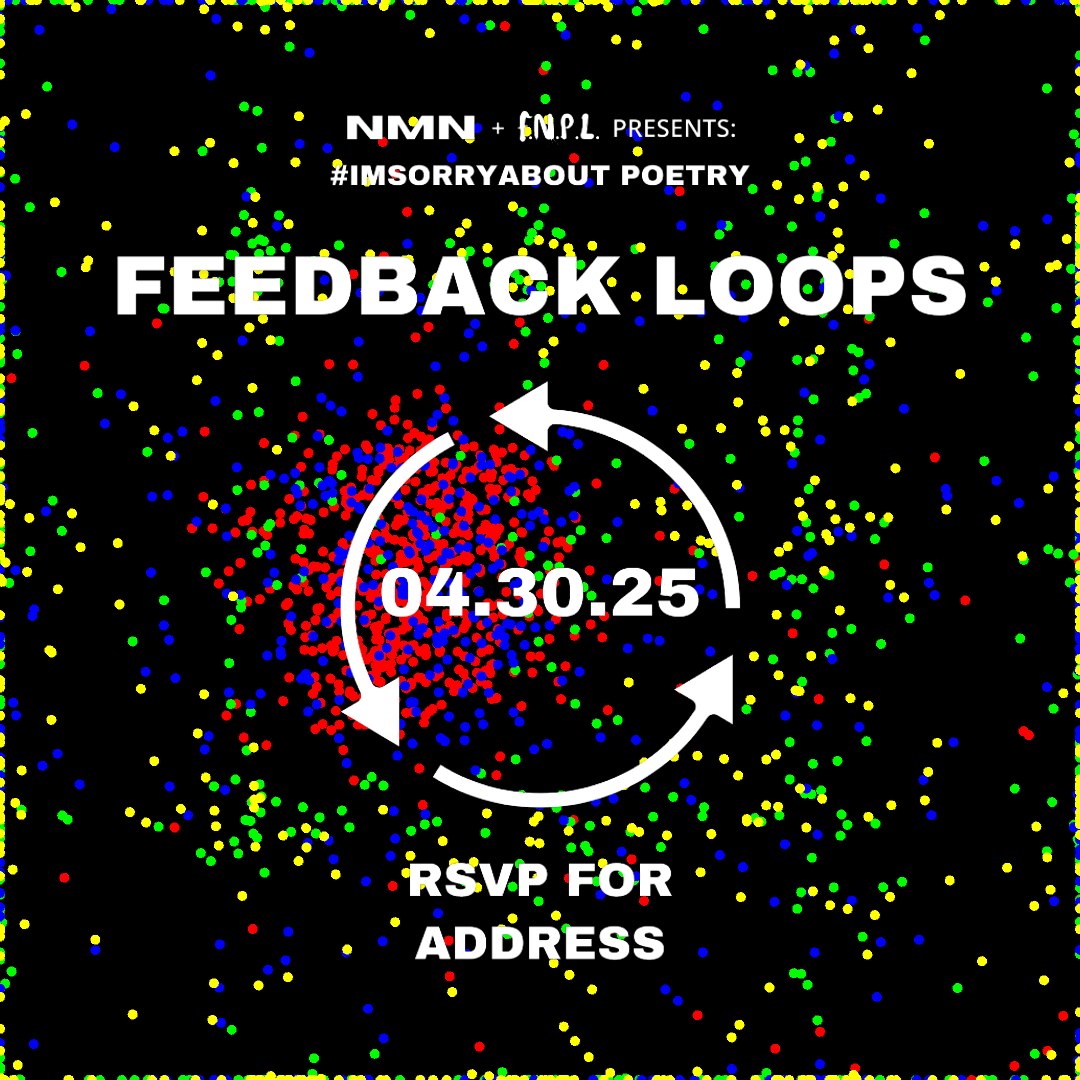 NMN + F.N.P.L. PRESENTS:
#IMSORRYABOUT POETRY
FEEDBACK LOOPS
04.30.25
RSVP FOR
ADDRESS